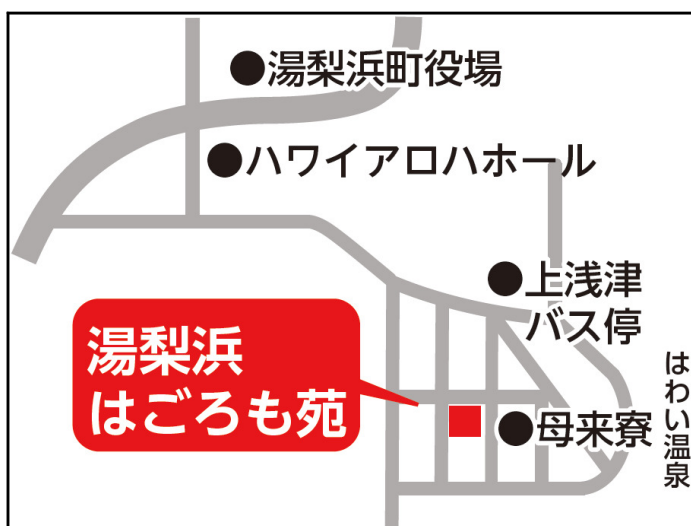 ●湯梨浜町役場
●ハワイアロハホール
●上浅津
バス停
湯梨浜
はごろも苑
●母来寮
はわい温泉